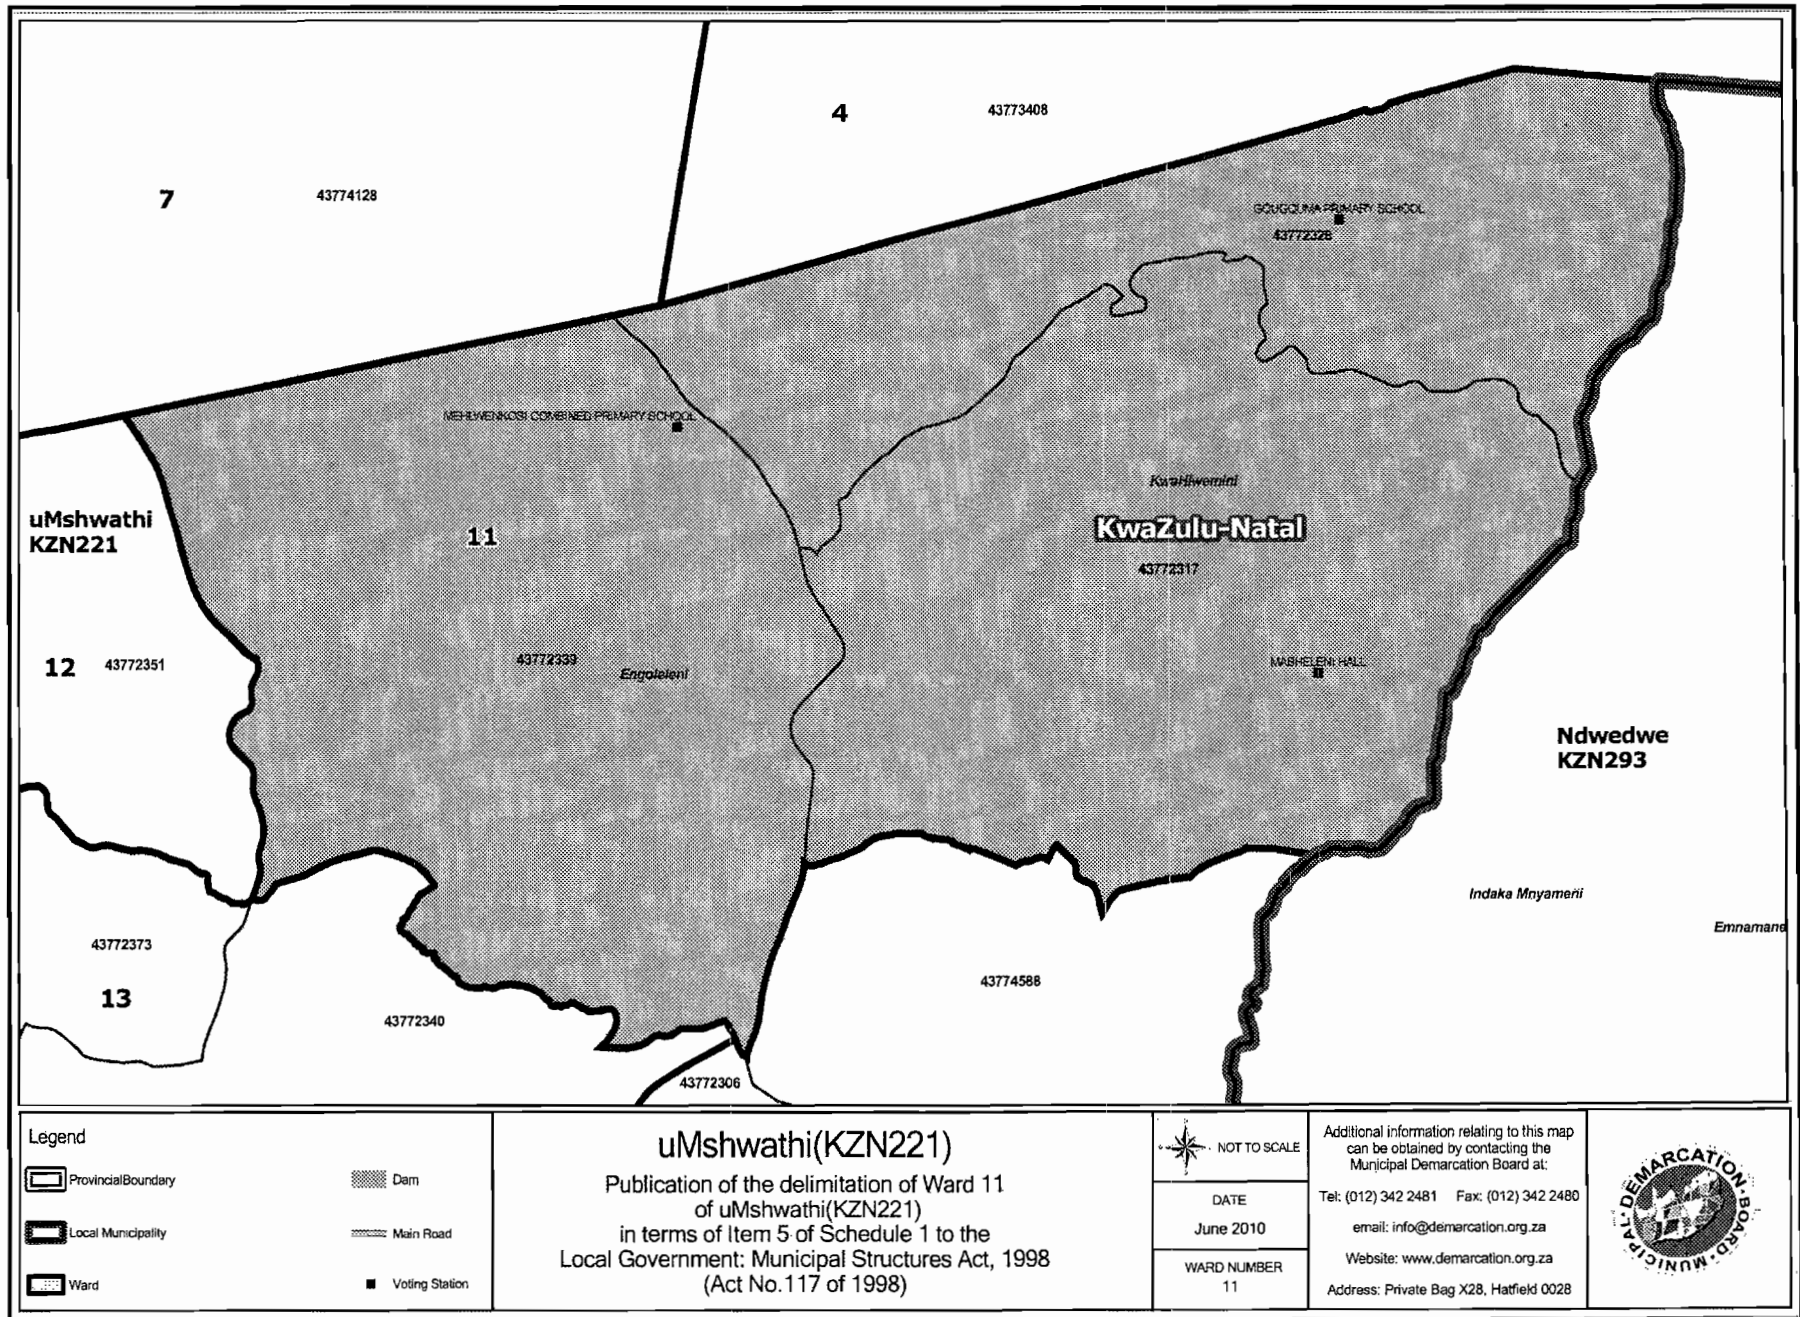 4
43773408
7
43774128
PRIMARY SCHOOL
43772328
COMBINED PRIMARY SCHOOL
uMshwathi
KZN221
11
KwaZulu-Natal
43772317
12
43772351
43772339
Engoleleni
MASHELENI HALL
Ndwedwe
KZN293
Indaka Mnyameni
Emnamane
43772373
13
43774588
43772340
43772306
Legend
ProvincialBoundary
Dam
Local Municipality
Main Road
Ward
Voting Station
uMshwathi(KZN221)
Publication of the delimitation of Ward 11
of uMshwathi(KZN221)
in terms of Item 5 of Schedule 1 to the
Local Government: Municipal Structures Act, 1998
(Act No.117 of 1998)
NOT TO SCALE
DATE
June 2010
WARD NUMBER
11
Additional information relating to this map
can be obtained by contacting the
Municipal Demarcation Board at:
Tel: (012) 342 2481 Fax: (012) 342 2480
email: info@demarcation.org.za
Website: www.demarcation.org.za
Address: Private Bag X28, Hatfield 0028
MUNICIPAL DEMARCATION BOARD